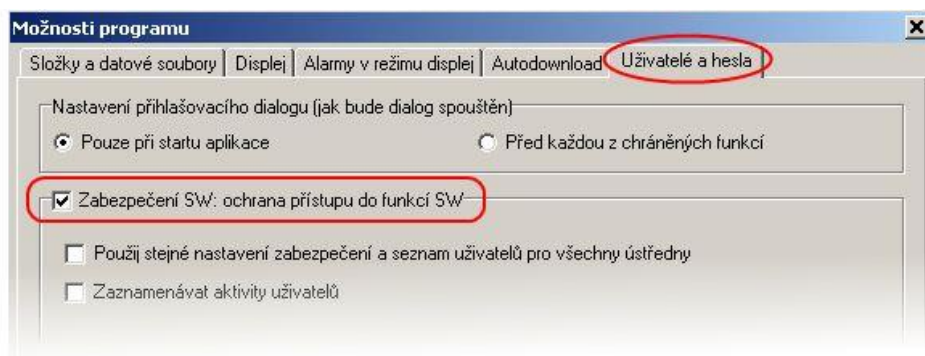 Možnosti programu
Složky a datové soubory Displej Alarmy v režimu displej Autodownload Uživatelé a hesla
Nastavení přihlašovacího dialogu (jak bude dialog spouštěn)
Pouze při startu aplikace Před každou z chráněných funkcí
Zabezpečení SW: ochrana přístupu do funkcí SW
Použij stejné nastavení zabezpečení a seznam uživatelů pro všechny ústředny
Zaznamenávat aktivity uživatelů